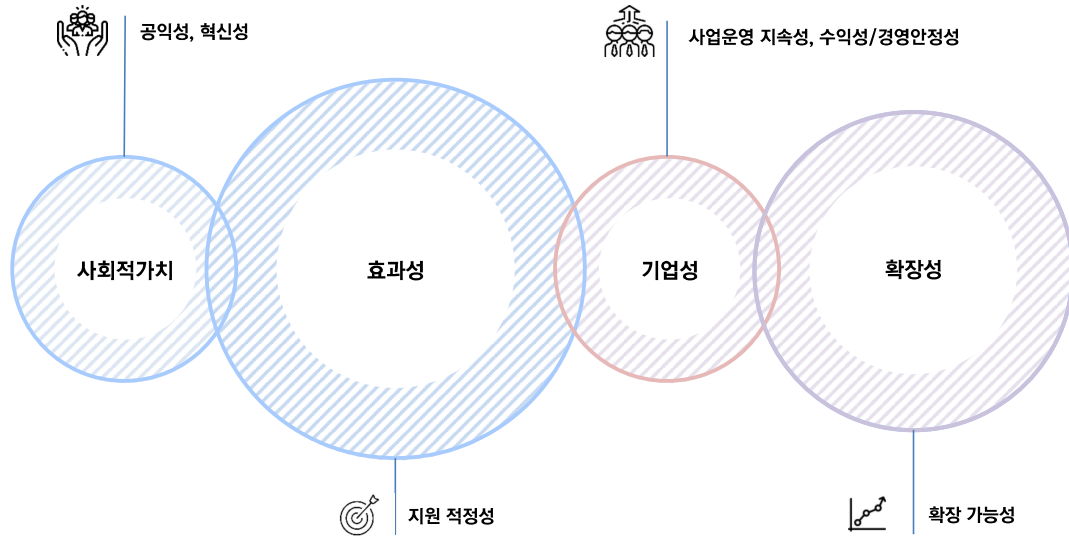 공익성, 혁신성
사업운영 지속성, 수익성/경영안정성
사회적가치
효과성
기업성
확장성
지원 적정성
확장 가능성